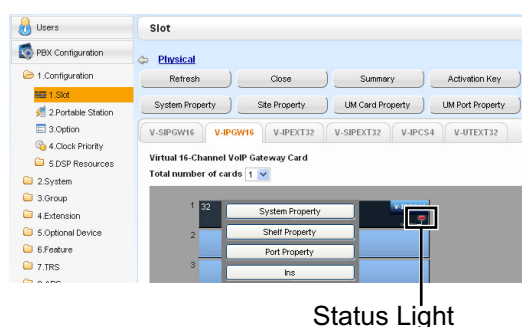 Users
Slot
PBX Configuration
Physical
1.Configuration
Refresh Close Summary Activation Key
1.Slot
System Property Site Property UM Card Property UM Port Property
2.Portable Station
3.Option
V-SIPGW16 V-IPGW16 V-IPEXT32 V-SIPEXT32 V-IPCS4 V-UTEXT32
4.Clock Priority
5.DSP Resources
Virtual 16-Channel VoIP Gateway Card
Total number of cards 1
2.System
3.Group
1 32 System Property
4.Extension
5.Optional Device
2 Shelf Property
6.Feature
Port Property
7.TRS
3 Ins
Status Light